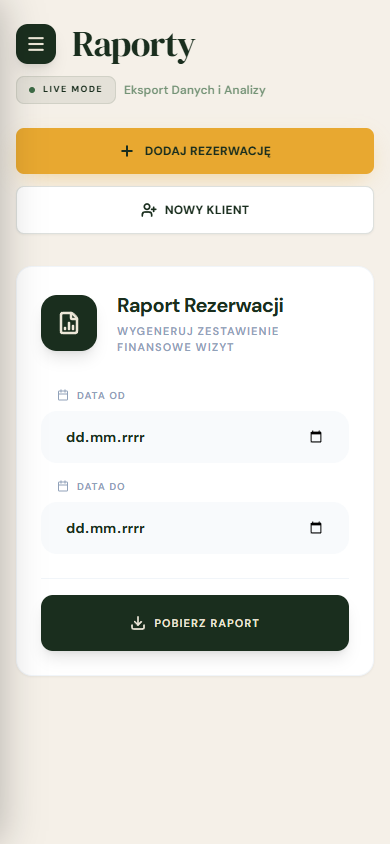 Raporty
LIVE MODE
Eksport Danych i Analizy
DODAJ REZERWACJĘ
NOWY KLIENT
Raport Rezerwacji
WYGENERUJ ZESTAWIENIE
FINANSOWE WIZYT
DATA OD
dd.mm.rrrr
DATA DO
dd.mm.rrrr
POBIERZ RAPORT